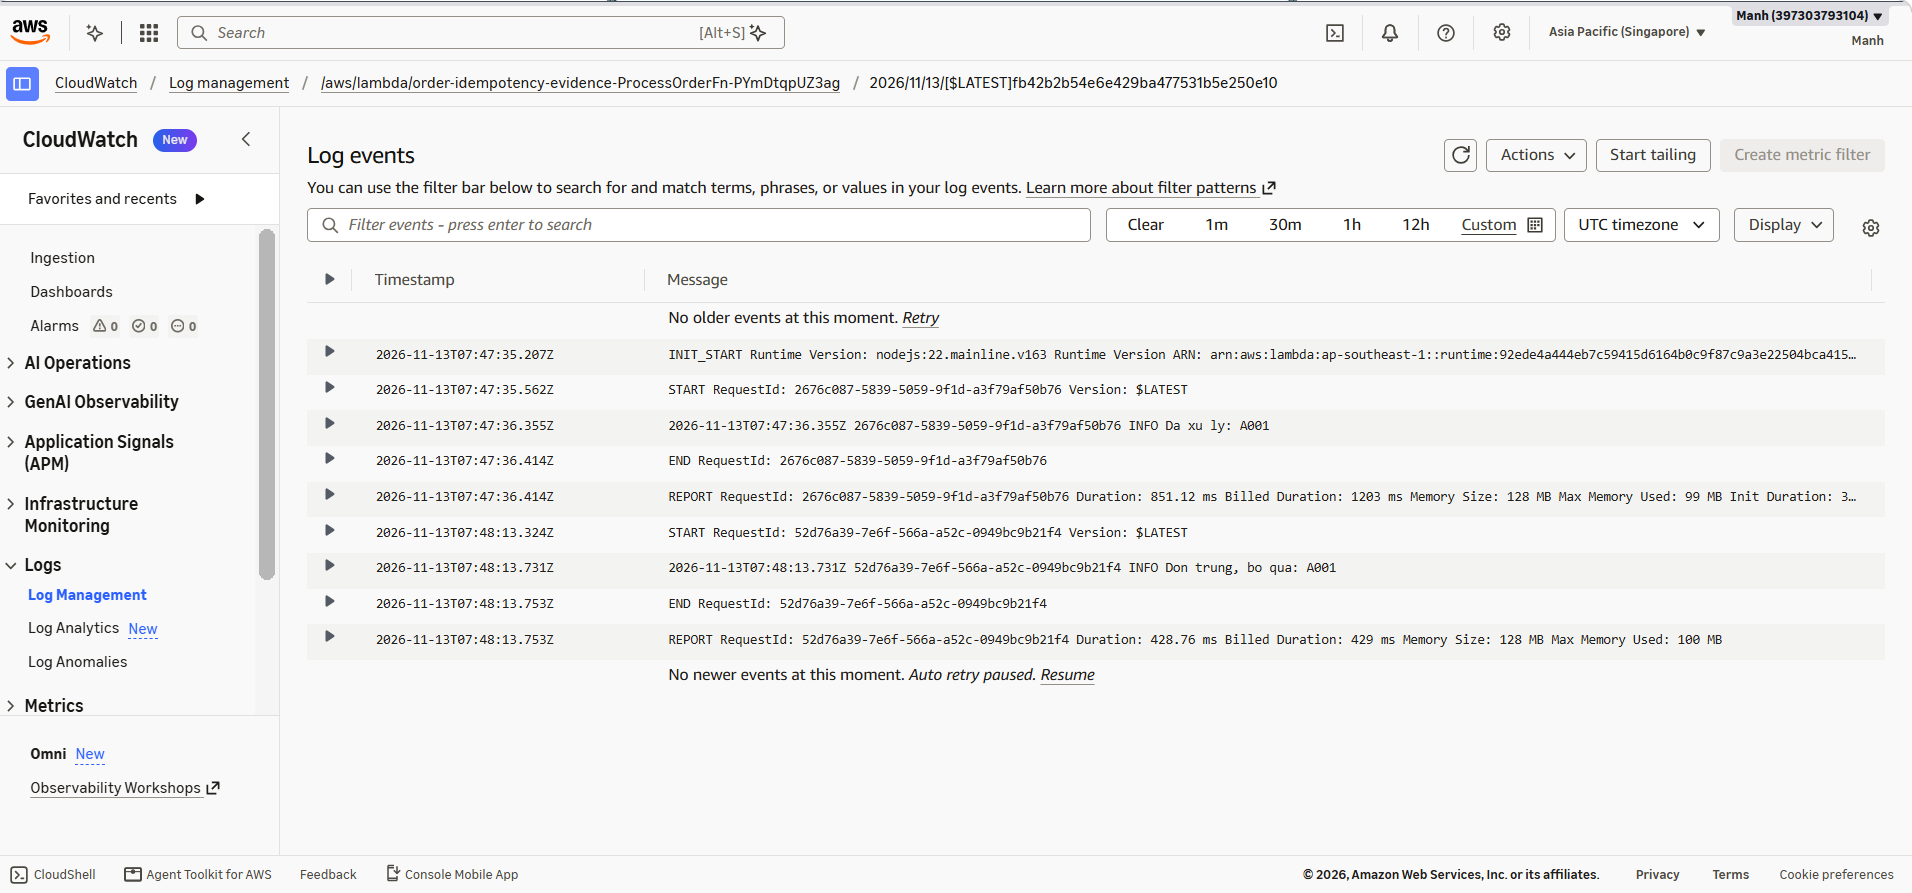 aws
Search [Alt+S]
Asia Pacific (Singapore) ▼
Manh (397303793104) ▼
Manh
CloudWatch / Log management / /aws/lambda/order-idempotency-evidence-ProcessOrderFn-PYmDtqpUZ3ag / 2026/11/13/[$LATEST]fb42b2b54e6e429ba477531b5e250e10
CloudWatch New
Favorites and recents
Ingestion
Dashboards
Alarms 0 0 0
AI Operations
GenAI Observability
Application Signals
(APM)
Infrastructure
Monitoring
Logs
Log Management
Log Analytics New
Log Anomalies
Metrics
Omni New
Observability Workshops
Log events
Actions
Start tailing
Create metric filter
You can use the filter bar below to search for and match terms, phrases, or values in your log events. Learn more about filter patterns
Filter events - press enter to search
Clear 1m 30m 1h 12h Custom
UTC timezone
Display
Timestamp Message
No older events at this moment. Retry
2026-11-13T07:47:35.207Z INIT_START Runtime Version: nodejs:22.mainline.v163 Runtime Version ARN: arn:aws:lambda:ap-southeast-1::runtime:92ede4a444eb7c59415d6164b0c9f87c9a3e22504bca415…
2026-11-13T07:47:35.562Z START RequestId: 2676c087-5839-5059-9f1d-a3f79af50b76 Version: $LATEST
2026-11-13T07:47:36.355Z 2026-11-13T07:47:36.355Z 2676c087-5839-5059-9f1d-a3f79af50b76 INFO Da xu ly: A001
2026-11-13T07:47:36.414Z END RequestId: 2676c087-5839-5059-9f1d-a3f79af50b76
2026-11-13T07:47:36.414Z REPORT RequestId: 2676c087-5839-5059-9f1d-a3f79af50b76 Duration: 851.12 ms Billed Duration: 1203 ms Memory Size: 128 MB Max Memory Used: 99 MB Init Duration: 3…
2026-11-13T07:48:13.324Z START RequestId: 52d76a39-7e6f-566a-a52c-0949bc9b21f4 Version: $LATEST
2026-11-13T07:48:13.731Z 2026-11-13T07:48:13.731Z 52d76a39-7e6f-566a-a52c-0949bc9b21f4 INFO Don trung, bo qua: A001
2026-11-13T07:48:13.753Z END RequestId: 52d76a39-7e6f-566a-a52c-0949bc9b21f4
2026-11-13T07:48:13.753Z REPORT RequestId: 52d76a39-7e6f-566a-a52c-0949bc9b21f4 Duration: 428.76 ms Billed Duration: 429 ms Memory Size: 128 MB Max Memory Used: 100 MB
No newer events at this moment. Auto retry paused. Resume
CloudShell
Agent Toolkit for AWS
Feedback
Console Mobile App
© 2026, Amazon Web Services, Inc. or its affiliates.
Privacy
Terms
Cookie preferences